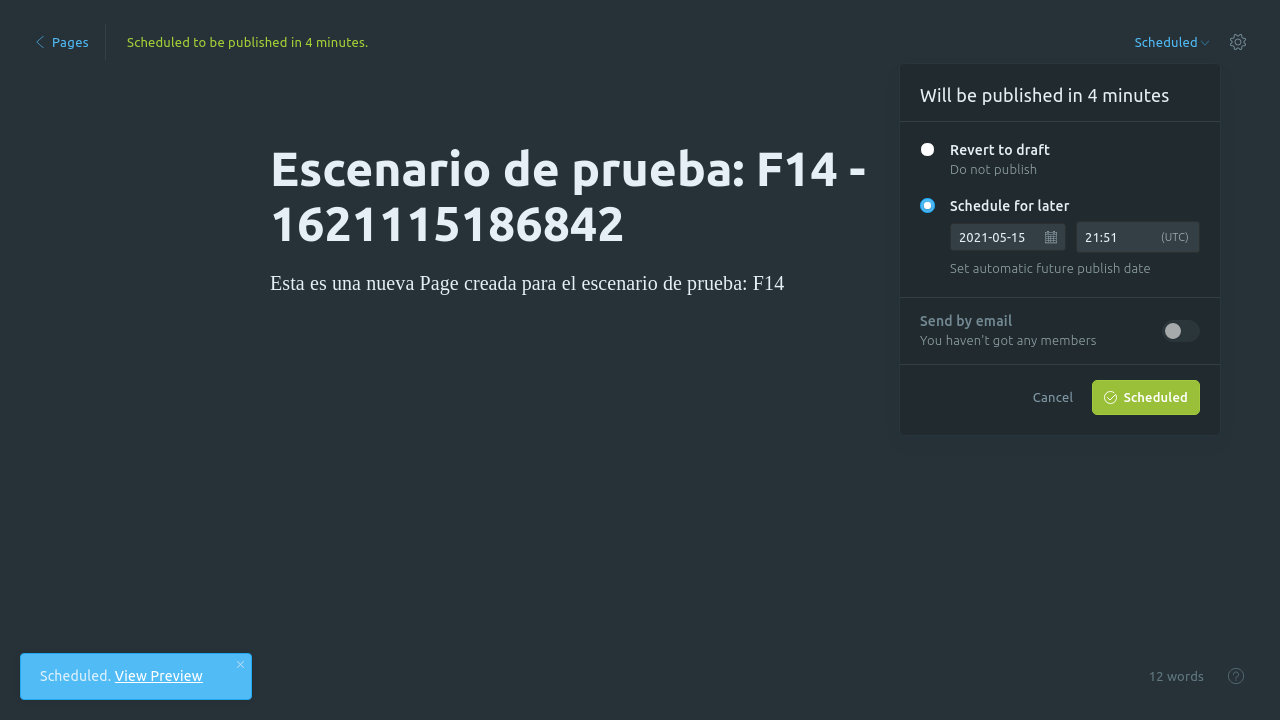 Pages
Scheduled to be published in 4 minutes.
Scheduled
Will be published in 4 minutes
Escenario de prueba: F14 -
1621115186842
Esta es una nueva Page creada para el escenario de prueba: F14
Revert to draft
Do not publish
Schedule for later
2021-05-15
21:51 (UTC)
Set automatic future publish date
Send by email
You haven't got any members
Cancel
Scheduled
Scheduled. View Preview
12 words